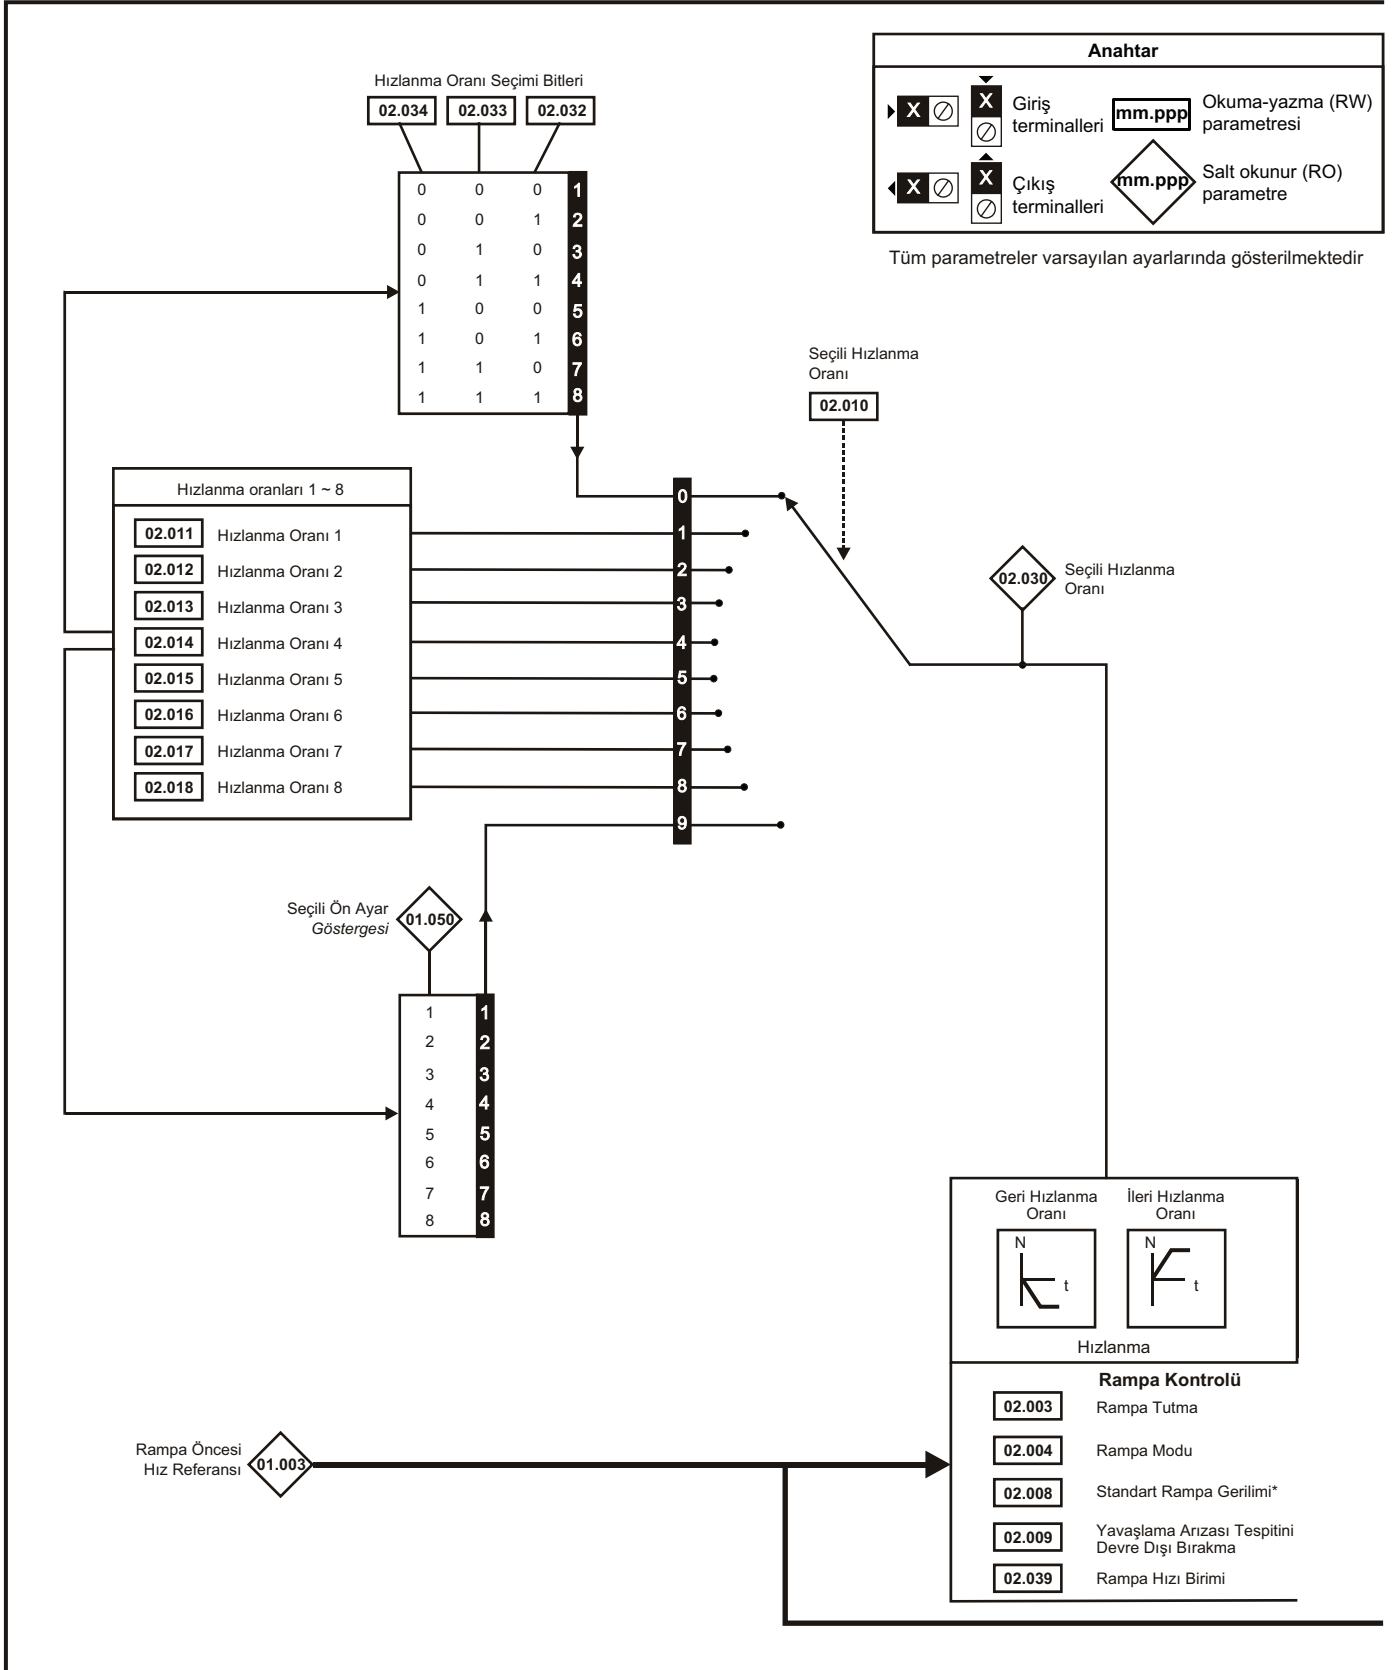 Anahtar
X
Giriş
terminalleri
X
mm.ppp
Okuma-yazma (RW)
parametresi
X
Çıkış
terminalleri
X
mm.ppp
Salt okunur (RO)
parametre
Tüm parametreler varsayılan ayarlarında gösterilmektedir
Hızlanma Oranı Seçimi Bitleri
02.034 02.033 02.032
0 0 0 1
0 0 1 2
0 1 0 3
0 1 1 4
1 0 0 5
1 0 1 6
1 1 0 7
1 1 1 8
Seçili Hızlanma
Oranı
02.010
Hızlanma oranları 1 ~ 8
02.011 Hızlanma Oranı 1
02.012 Hızlanma Oranı 2
02.013 Hızlanma Oranı 3
02.014 Hızlanma Oranı 4
02.015 Hızlanma Oranı 5
02.016 Hızlanma Oranı 6
02.017 Hızlanma Oranı 7
02.018 Hızlanma Oranı 8
0
1
2
3
4
5
6
7
8
9
02.030
Seçili Hızlanma
Oranı
Seçili Ön Ayar
Göstergesi
01.050
1 1
2 2
3 3
4 4
5 5
6 6
7 7
8 8
Geri Hızlanma
Oranı
N
t
İleri Hızlanma
Oranı
N
t
Hızlanma
Rampa Kontrolü
02.003 Rampa Tutma
02.004 Rampa Modu
02.008 Standart Rampa Gerilimi*
02.009 Yavaşlama Arızası Tespitini
Devre Dışı Bırakma
02.039 Rampa Hızı Birimi
Rampa Öncesi
Hız Referansı
01.003